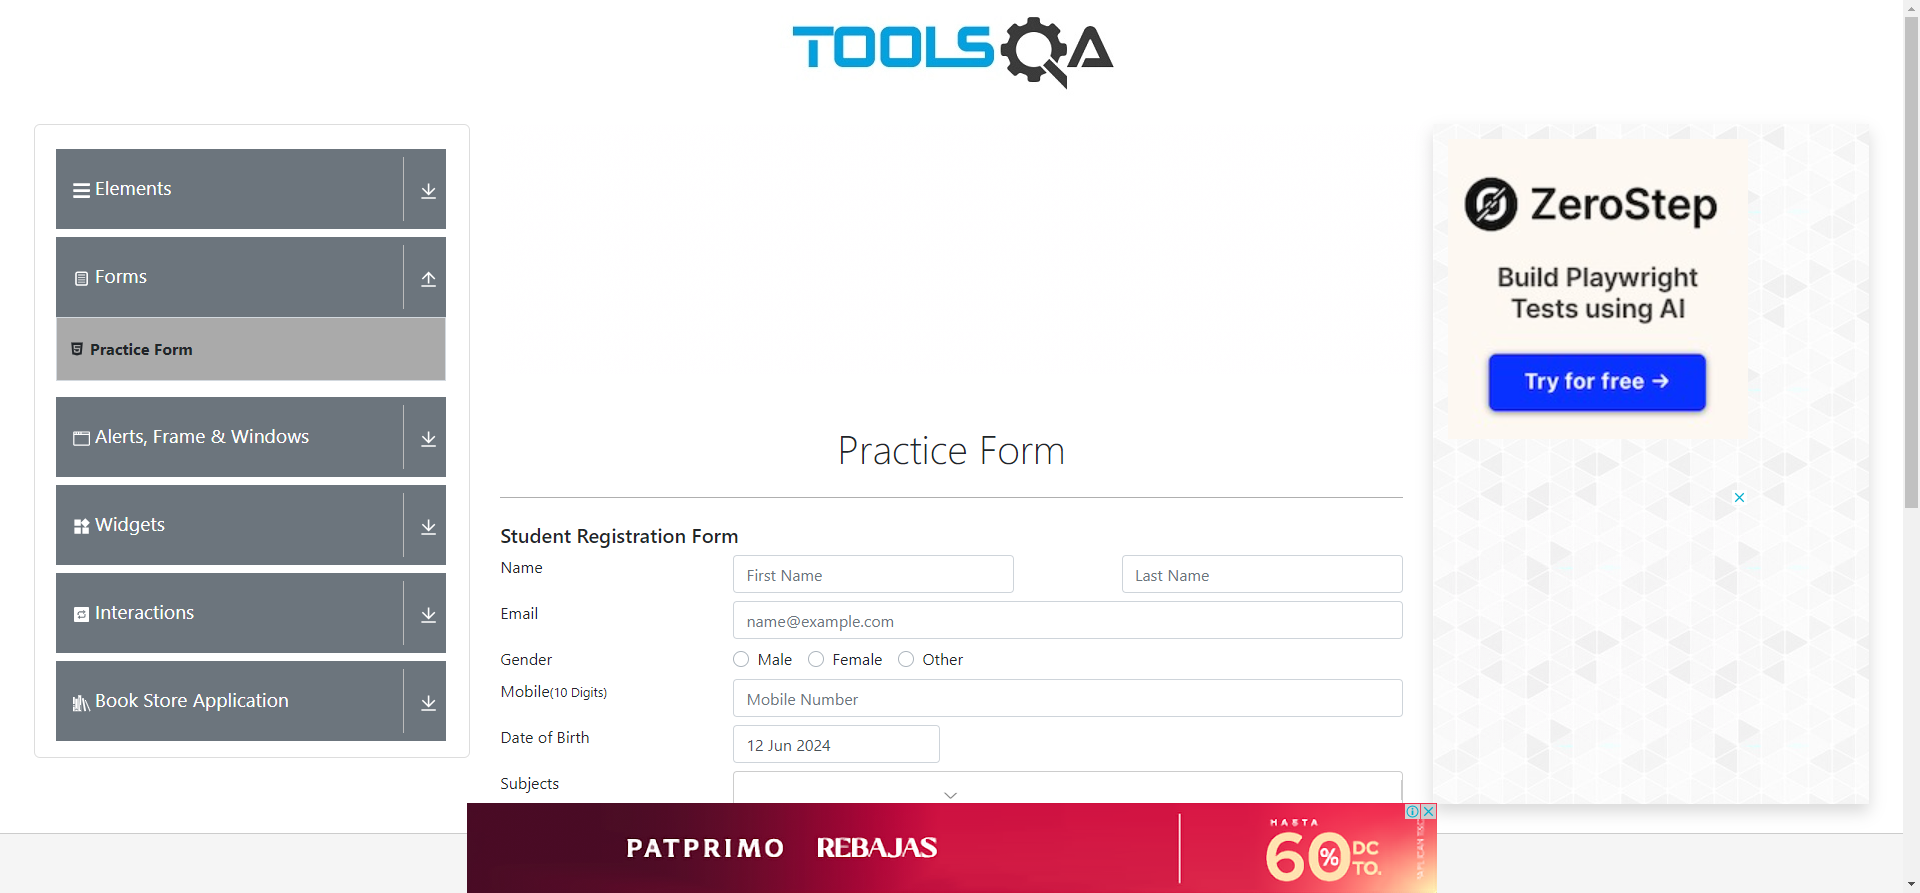 TOOLSQA
Elements
Forms
Practice Form
Alerts, Frame & Windows
Widgets
Interactions
Book Store Application
Practice Form
Student Registration Form
Name
First Name
Last Name
Email
name@example.com
Gender
Male
Female
Other
Mobile(10 Digits)
Mobile Number
Date of Birth
12 Jun 2024
Subjects
ZeroStep
Build Playwright
Tests using AI
Try for free →
PATPRIMO
REBAJAS
HASTA
60%
DC
TO.